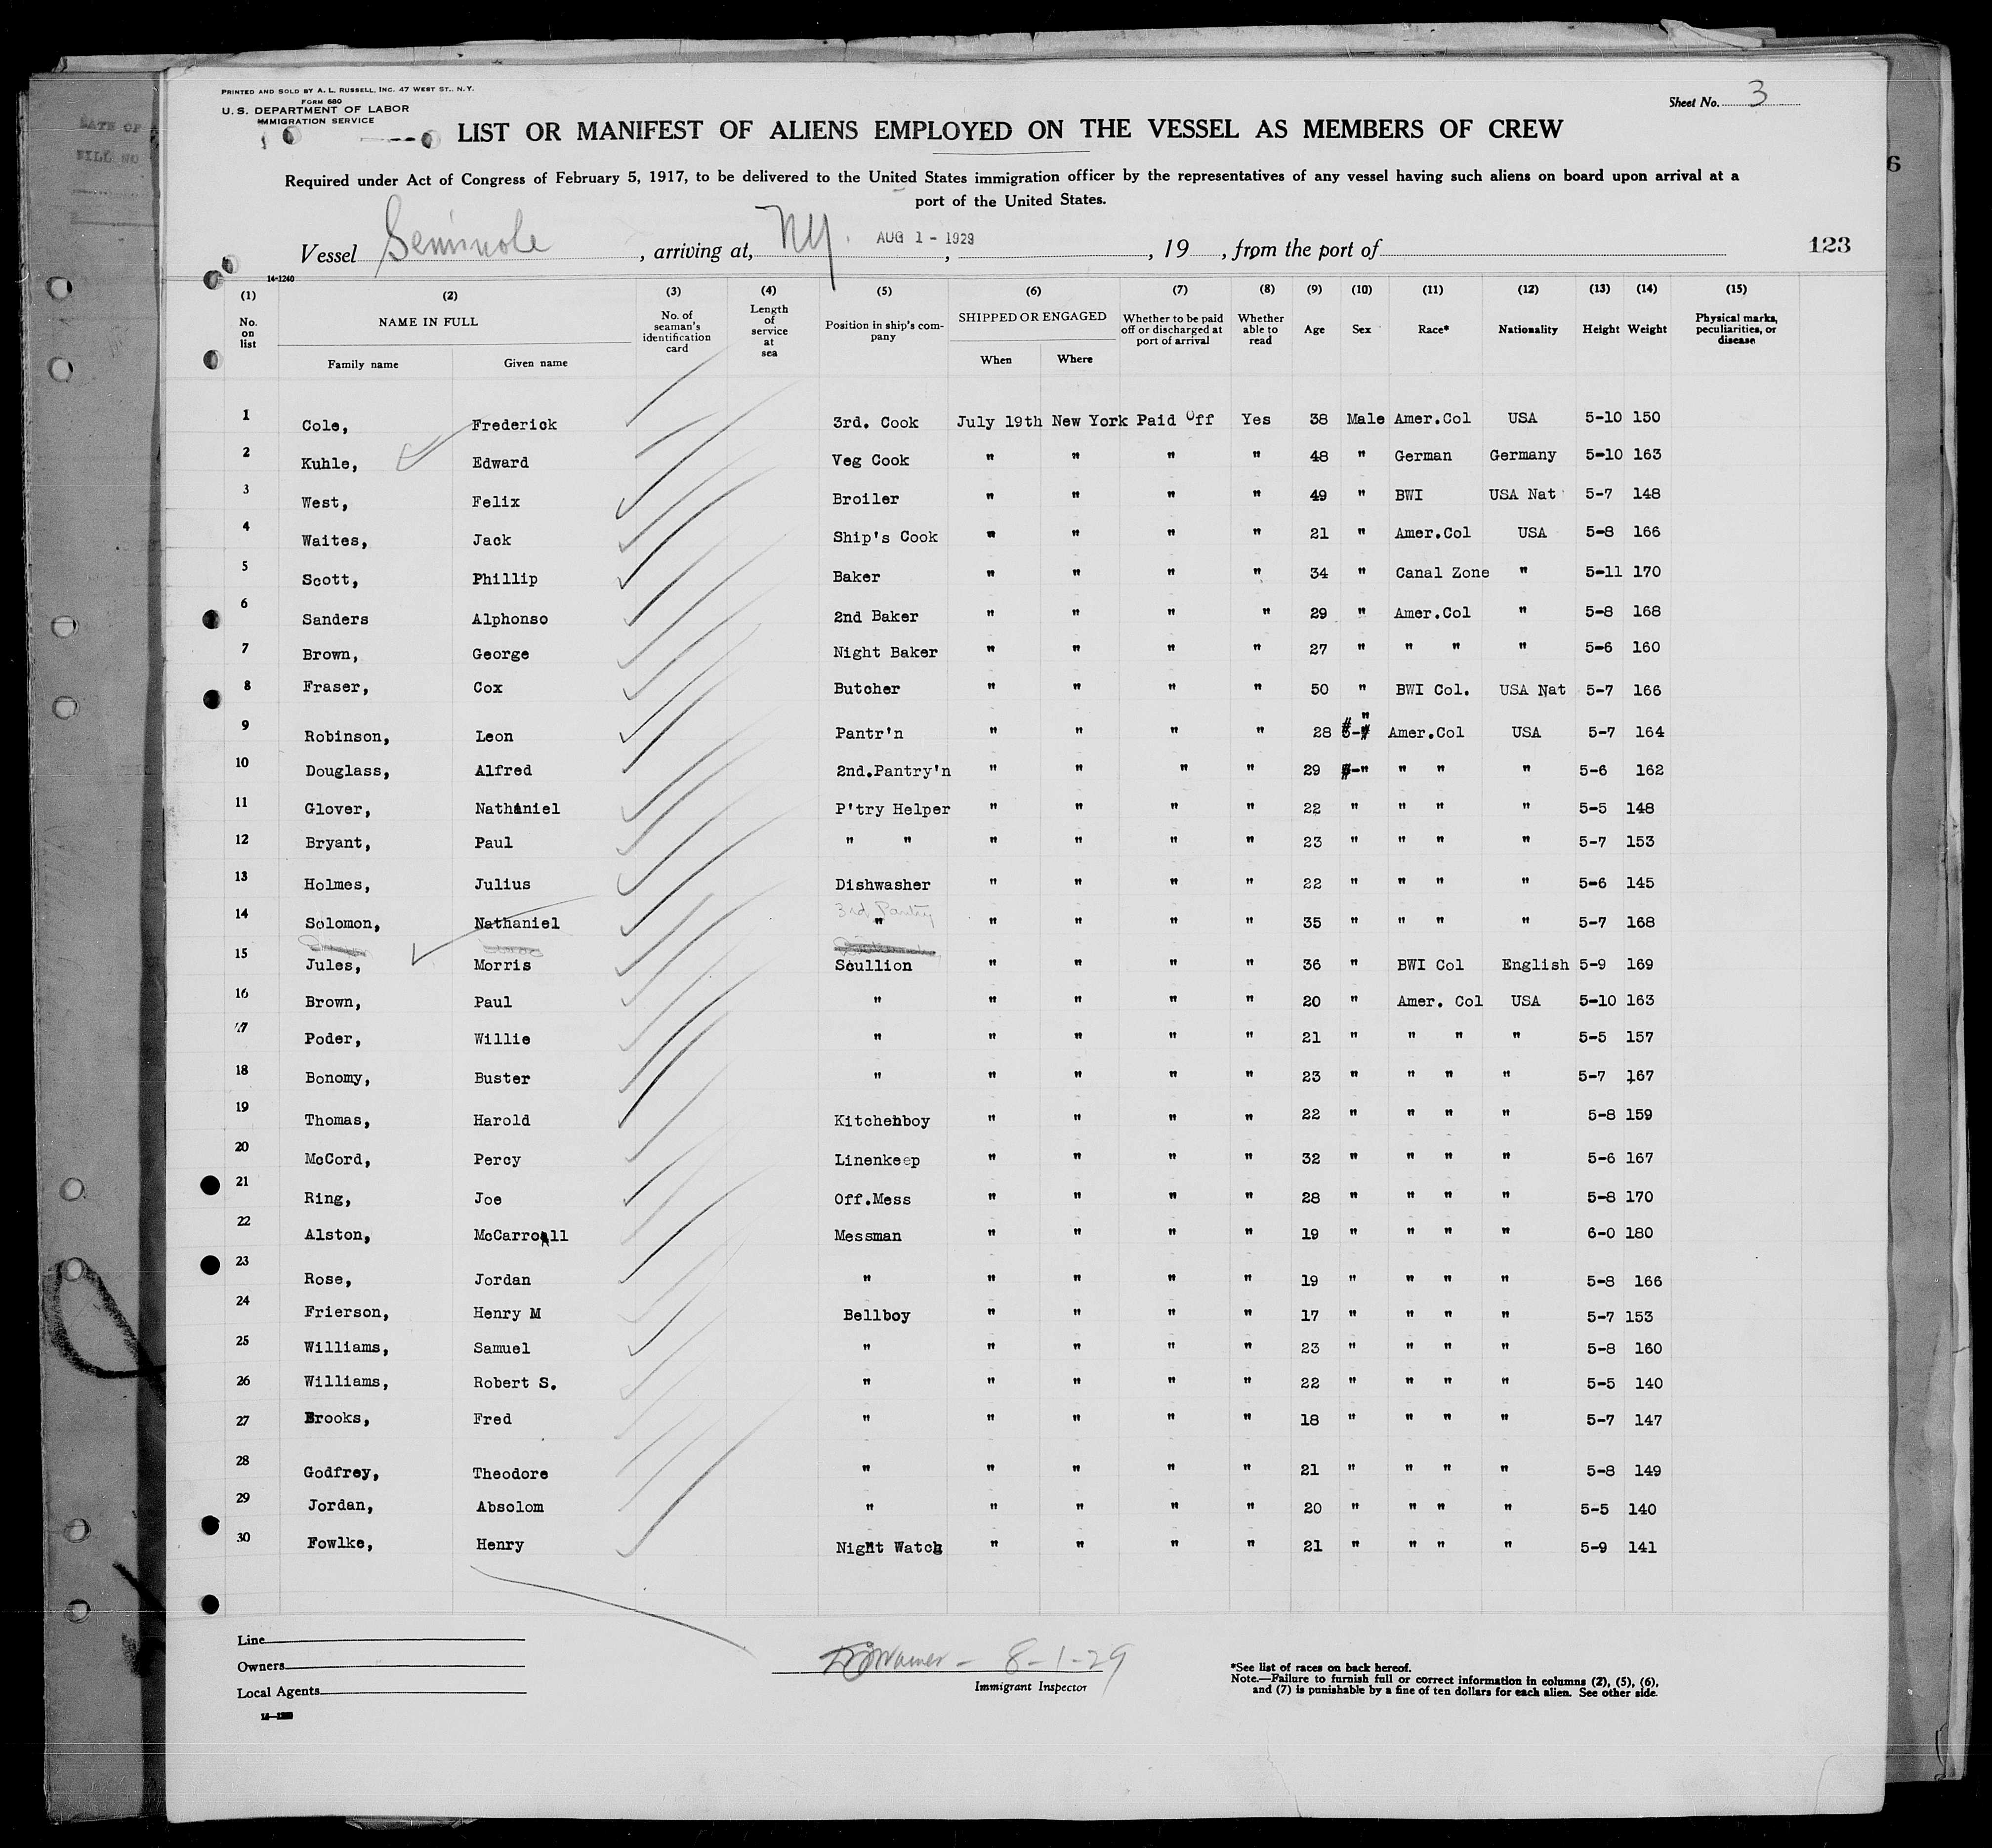 PRINTED AND SOLD BY A. L. RUSSELL, INC. 47 WEST ST., N.Y.
FORM 680
U. S. DEPARTMENT OF LABOR
IMMIGRATION SERVICE
Sheet No. 3
LIST OR MANIFEST OF ALIENS EMPLOYED ON THE VESSEL AS MEMBERS OF CREW
Required under Act of Congress of February 5, 1917, to be delivered to the United States immigration officer by the representatives of any vessel having such aliens on board upon arrival at a
port of the United States.
Vessel Seminole, arriving at, NY. AUG 1 - 1929, 19 , from the port of
123
14-1240
(1) (2) (3) (4) (5) (6) (7) (8) (9) (10) (11) (12) (13) (14) (15)
No. on list NAME IN FULL Family name Given name No. of seaman's identification card Length of service at sea Position in ship's company SHIPPED OR ENGAGED When Where Whether to be paid off or discharged at port of arrival Whether able to read Age Sex Race* Nationality Height Weight Physical marks, peculiarities, or disease
1 Cole, Frederick 3rd. Cook July 19th New York Paid Off Yes 38 Male Amer.Col USA 5-10 150
2 Kuhle, Edward Veg Cook " " " " 48 " German Germany 5-10 163
3 West, Felix Broiler " " " " 49 " BWI USA Nat 5-7 148
4 Waites, Jack Ship's Cook " " " " 21 " Amer.Col USA 5-8 166
5 Scott, Phillip Baker " " " " 34 " Canal Zone " 5-11 170
6 Sanders Alphonso 2nd Baker " " " " 29 " Amer.Col " 5-8 168
7 Brown, George Night Baker " " " " 27 " " " " 5-6 160
8 Fraser, Cox Butcher " " " " 50 " BWI Col. USA Nat 5-7 166
9 Robinson, Leon Pantr'n " " " " 28 " Amer.Col USA 5-7 164
10 Douglass, Alfred 2nd.Pantry'n " " " " 29 " " " " 5-6 162
11 Glover, Nathaniel P'try Helper " " " " 22 " " " " 5-5 148
12 Bryant, Paul " " " " " " 23 " " " " 5-7 153
13 Holmes, Julius Dishwasher " " " " 22 " " " " 5-6 145
3rd Pantry
14 Solomon, Nathaniel " " " " " 35 " " " " 5-7 168
15 Jules, Morris Scullion " " " " 36 " BWI Col English 5-9 169
16 Brown, Paul " " " " " 20 " Amer. Col USA 5-10 163
17 Poder, Willie " " " " " 21 " " " " 5-5 157
18 Bonomy, Buster " " " " " 23 " " " " 5-7 167
19 Thomas, Harold Kitchenboy " " " " 22 " " " " 5-8 159
20 McCord, Percy Linenkeep " " " " 32 " " " " 5-6 167
21 Ring, Joe Off.Mess " " " " 28 " " " " 5-8 170
22 Alston, McCarroll Messman " " " " 19 " " " " 6-0 180
23 Rose, Jordan " " " " " 19 " " " " 5-8 166
24 Frierson, Henry M Bellboy " " " " 17 " " " " 5-7 153
25 Williams, Samuel " " " " " 23 " " " " 5-8 160
26 Williams, Robert S. " " " " " 22 " " " " 5-5 140
27 Brooks, Fred " " " " " 18 " " " " 5-7 147
28 Godfrey, Theodore " " " " " 21 " " " " 5-8 149
29 Jordan, Absolom " " " " " 20 " " " " 5-5 140
30 Fowlke, Henry Night Watch " " " " 21 " " " " 5-9 141
Line
Owners
Local Agents
8-1-29
Immigrant Inspector
*See list of races on back hereof.
Note.—Failure to furnish full or correct information in columns (2), (5), (6),
and (7) is punishable by a fine of ten dollars for each alien. See other side.